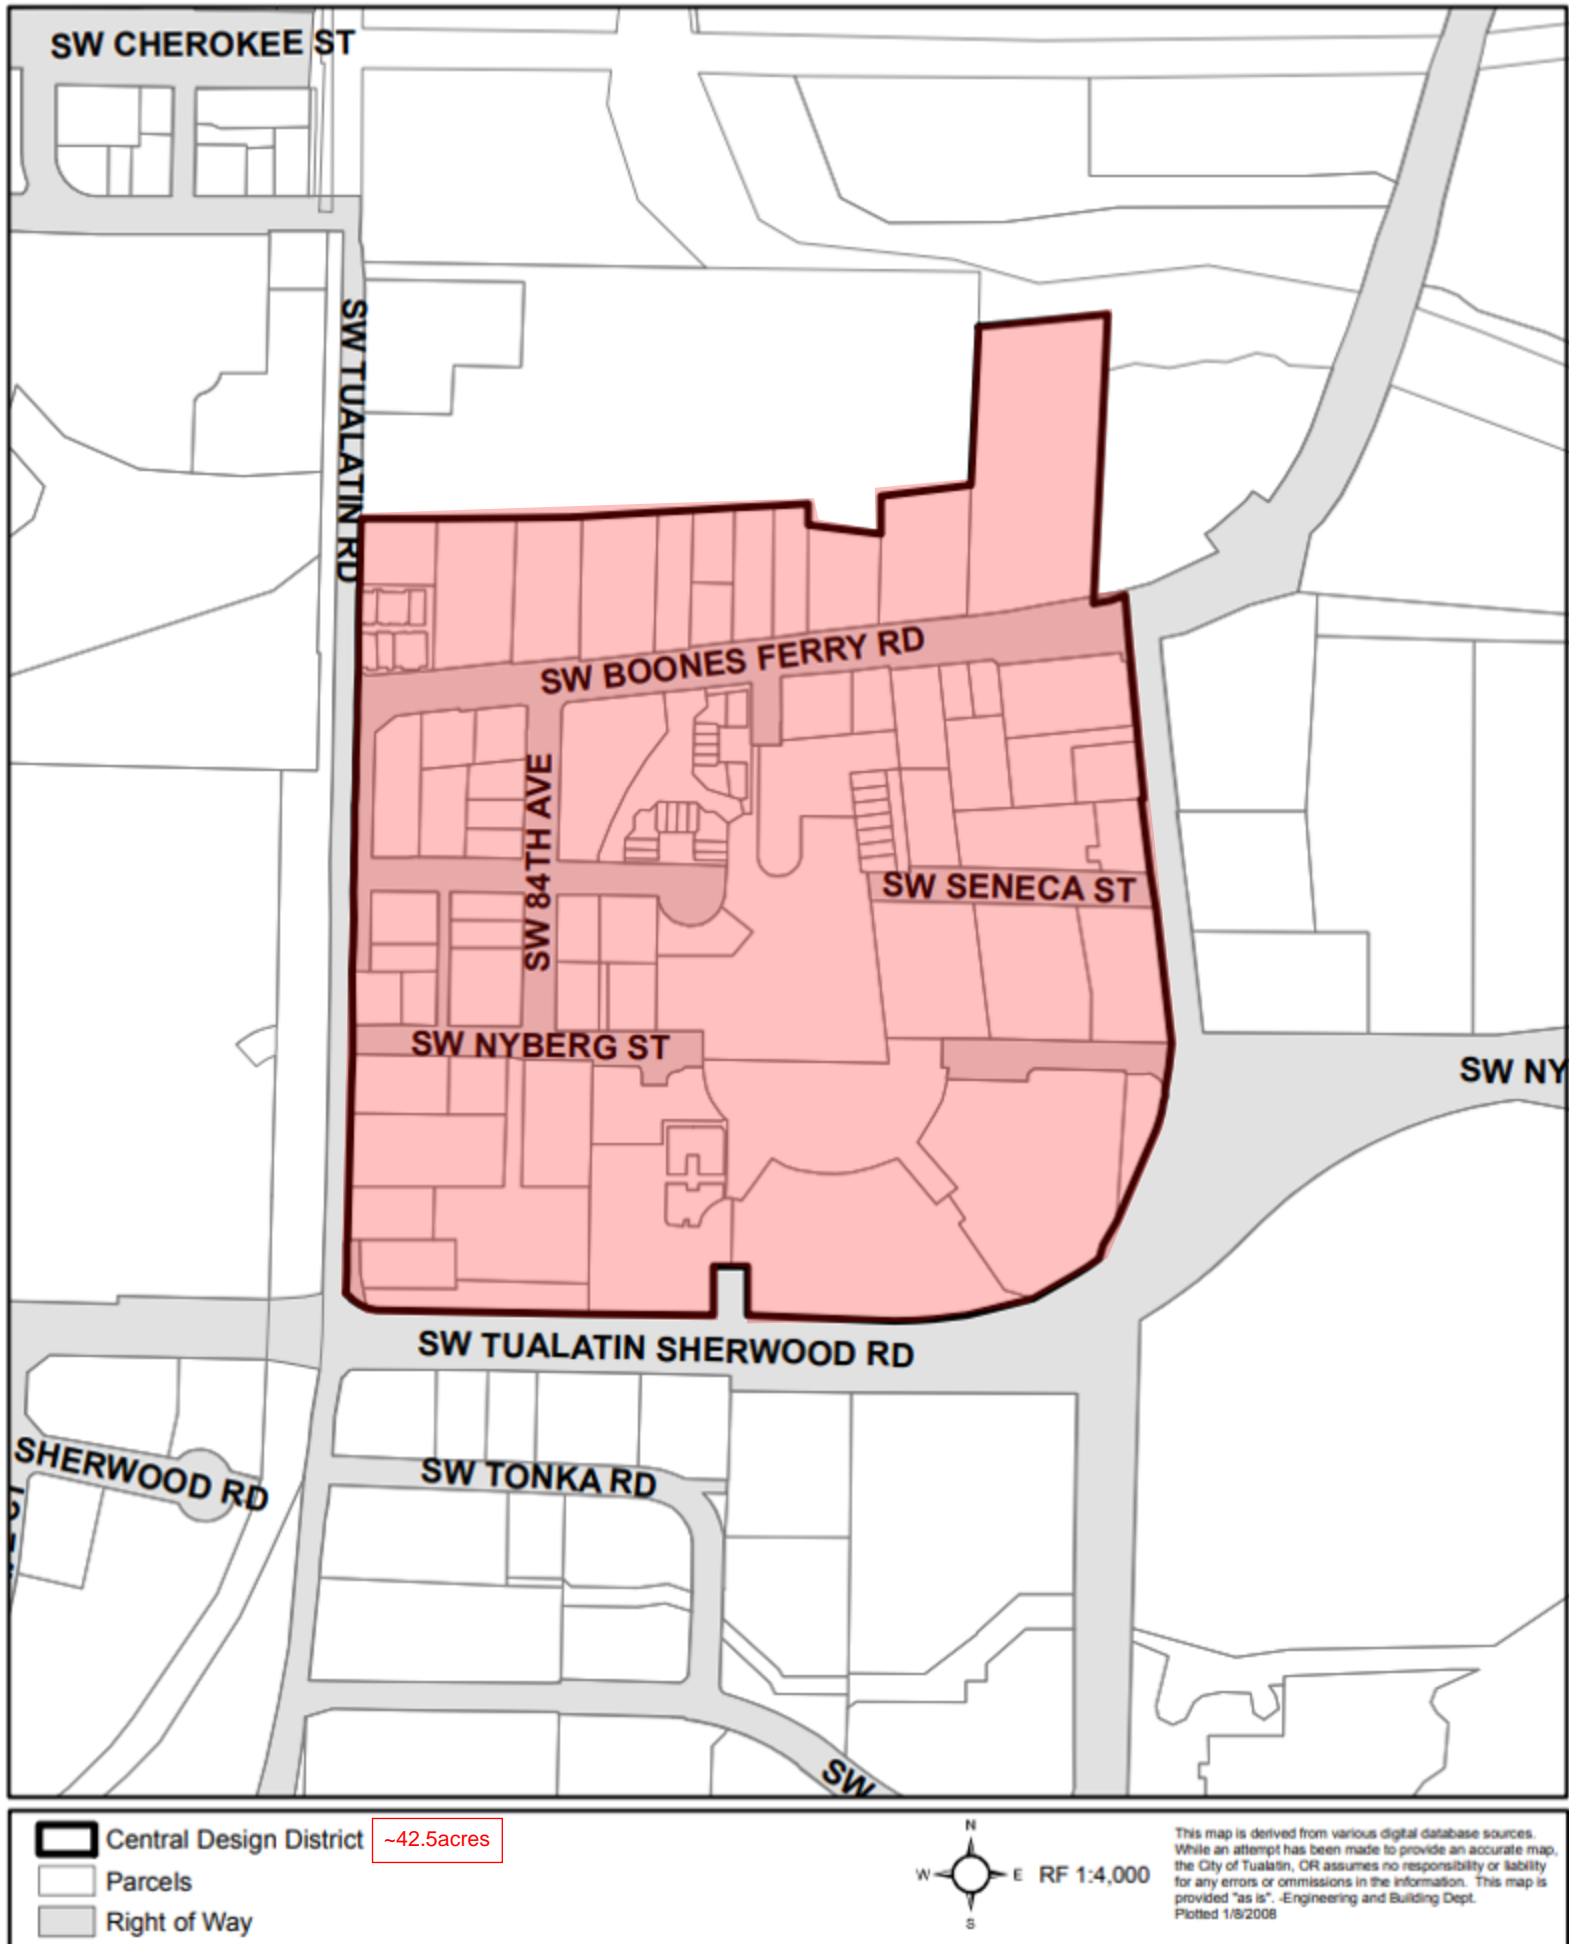 SW CHEROKEE ST
SW TUALATIN RD
SW BOONES FERRY RD
SW 84TH AVE
SW SENECA ST
SW NYBERG ST
SW NY
SW TUALATIN SHERWOOD RD
SHERWOOD RD
SW TONKA RD
SW
Central Design District
~42.5acres
Parcels
Right of Way
N
W
E
S
RF 1:4,000
This map is derived from various digital database sources.
While an attempt has been made to provide an accurate map,
the City of Tualatin, OR assumes no responsibility or liability
for any errors or ommissions in the information. This map is
provided "as is". -Engineering and Building Dept.
Plotted 1/8/2008